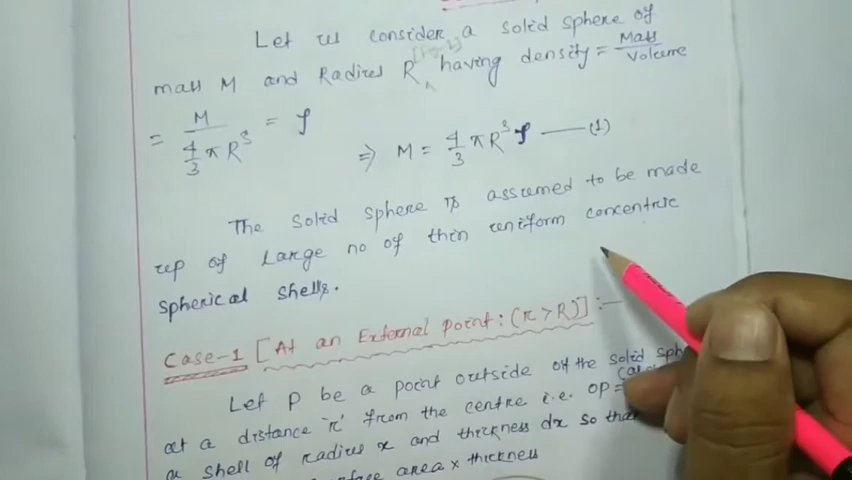 Let us consider a solid sphere of
mass M and Radius R having density = Mass / Volume
= M / (4/3 π R³) = ρ
⇒ M = 4/3 π R³ ρ —— (1)
The solid sphere is assumed to be made
up of Large no of thin uniform concentric
spherical shells.
Case-1 [At an External point: (r > R)] :—
Let P be a point outside of the solid
at a distance 'r' from the centre i.e. OP =
a shell of radius x and thickness dx so
area × thickness